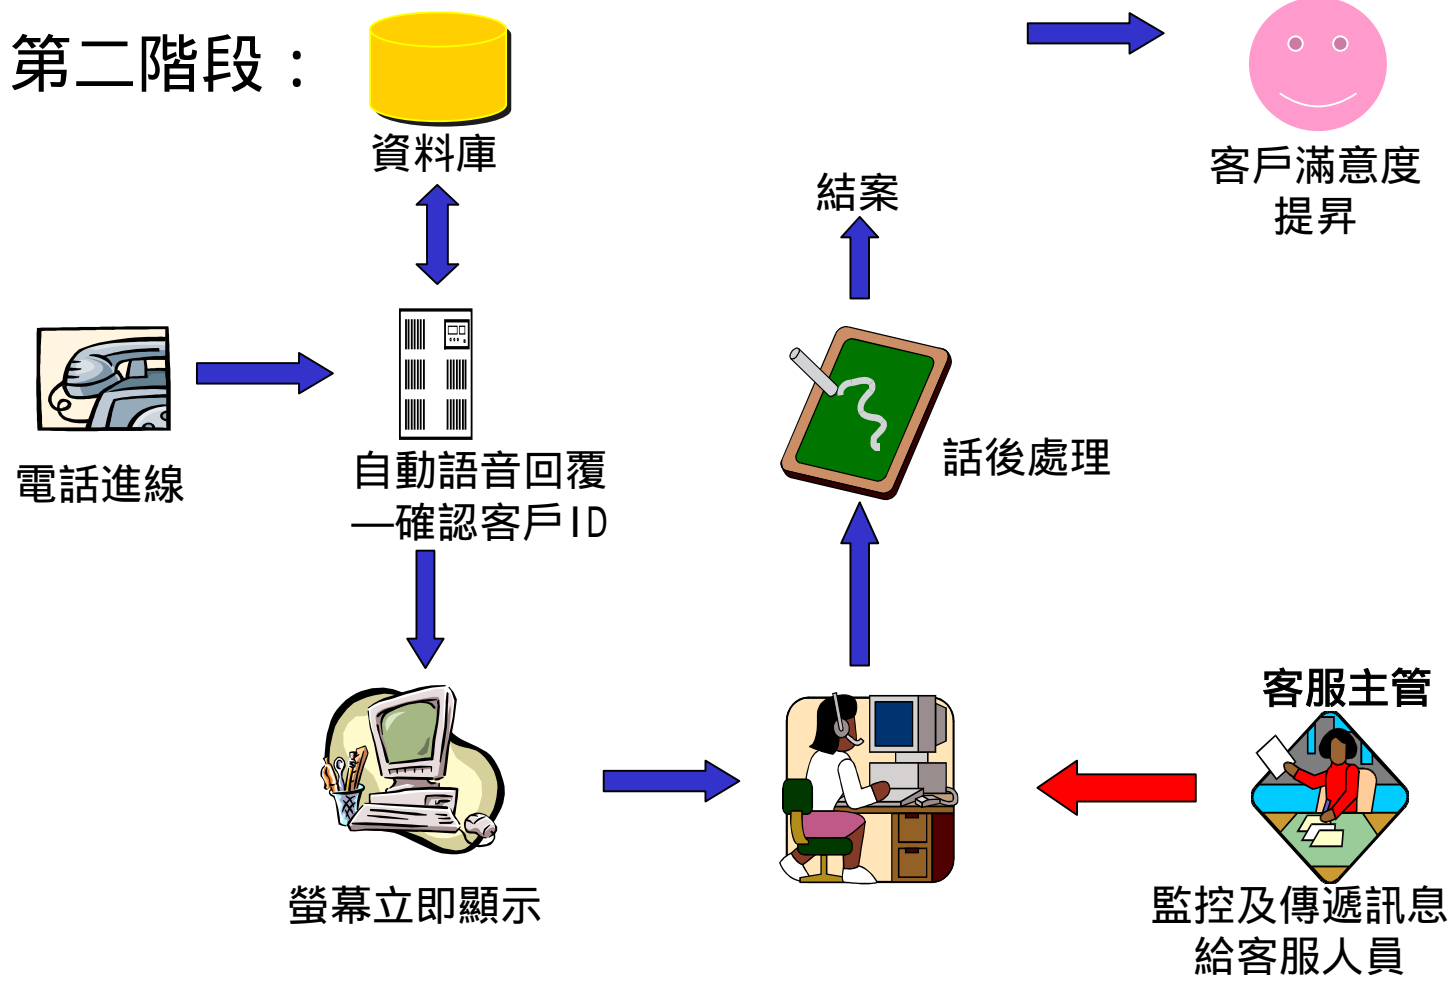 第二階段：
資料庫
客戶滿意度
提昇
結案
電話進線
自動語音回覆
—確認客戶ID
話後處理
螢幕立即顯示
客服主管
監控及傳遞訊息
給客服人員